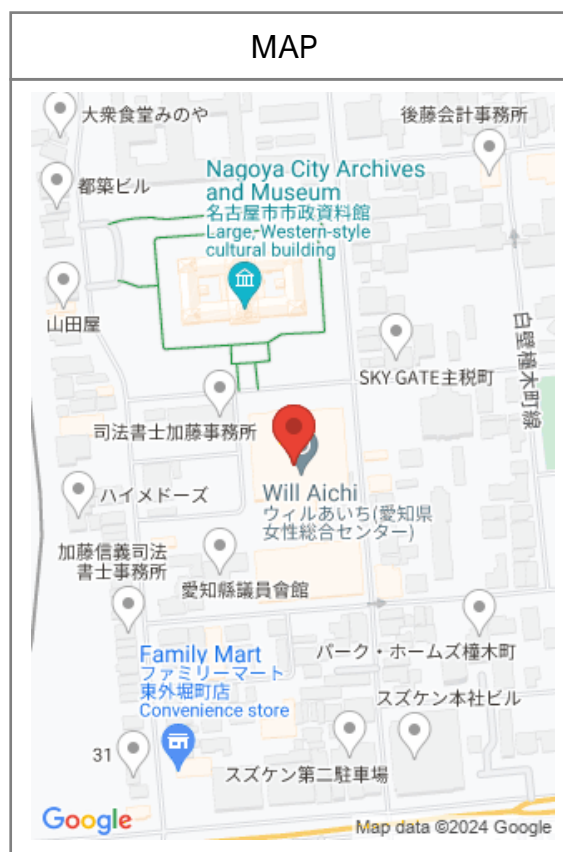 MAP
大衆食堂みのや
後藤会計事務所
Nagoya City Archives
and Museum
名古屋市市政資料館
Large, Western-style
cultural building
都築ビル
山田屋
SKY GATE主税町
白壁橦木町線
司法書士加藤事務所
Will Aichi
ウィルあいち(愛知県
女性総合センター)
ハイメドーズ
加藤信義司法
書士事務所
愛知縣議員會館
Family Mart
ファミリーマート
東外堀町店
Convenience store
パーク・ホームズ橦木町
スズケン本社ビル
31
スズケン第二駐車場
Google
Map data ©2024 Google